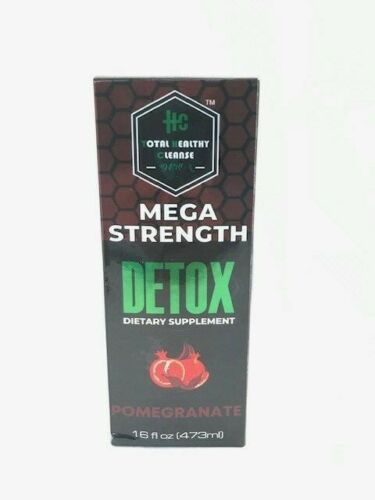 HC
TM
TOTAL HEALTHY
CLEANSE
MEGA
STRENGTH
DETOX
DIETARY SUPPLEMENT
POMEGRANATE
16 fl oz (473ml)